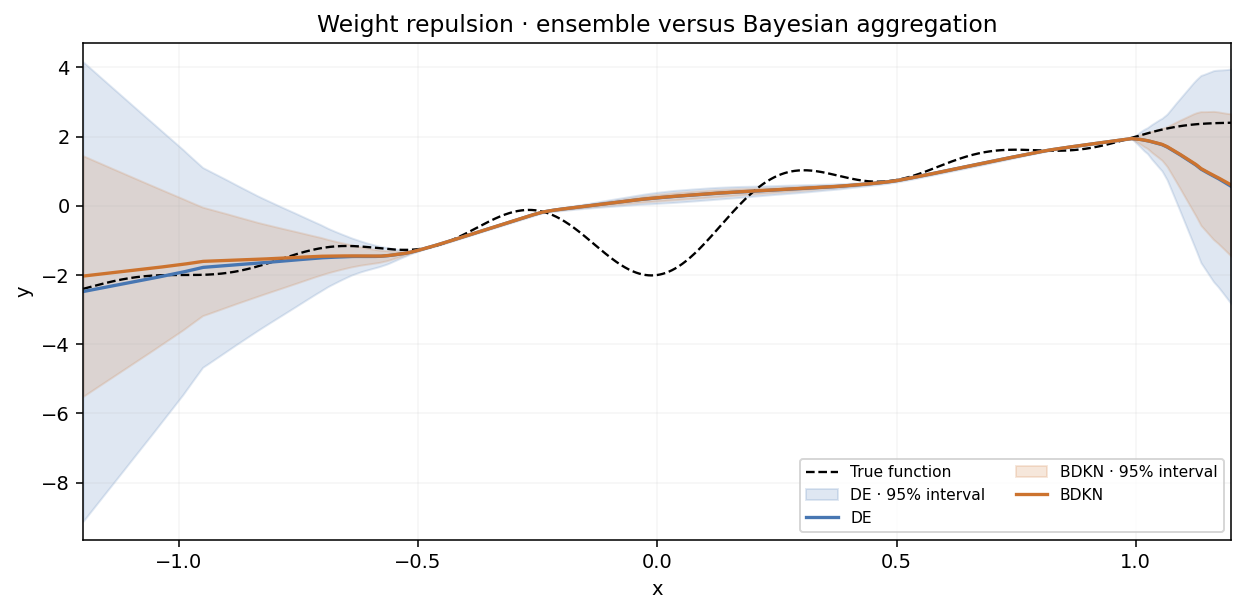 Weight repulsion · ensemble versus Bayesian aggregation
4
2
0
−2
−4
−6
−8
y
True function
DE · 95% interval
DE
BDKN · 95% interval
BDKN
−1.0
−0.5
0.0
0.5
1.0
x